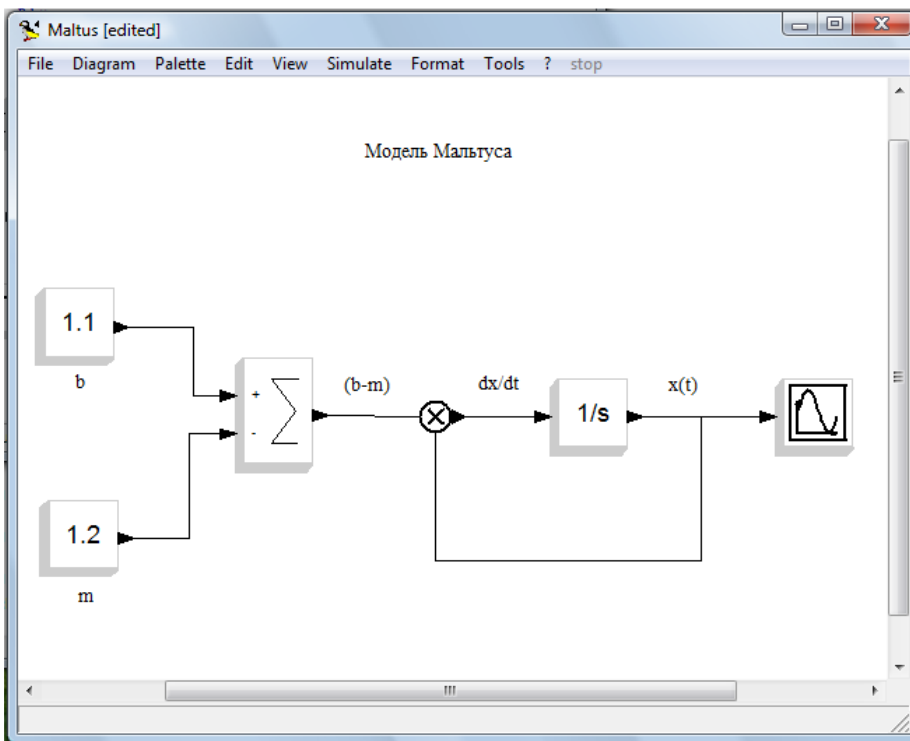 Maltus [edited]
File Diagram Palette Edit View Simulate Format Tools ? stop
Модель Мальтуса
1.1
b
+
-
(b-m)
dx/dt
1/s
x(t)
1.2
m